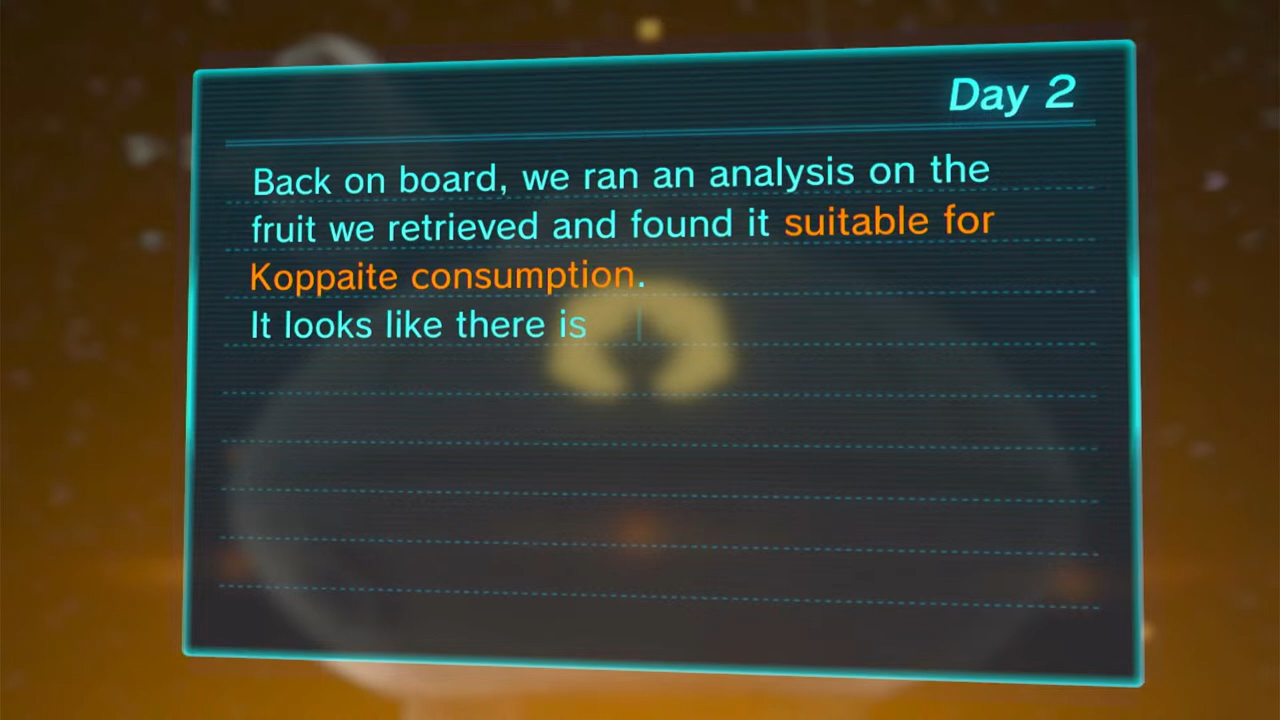 Day 2
Back on board, we ran an analysis on the
fruit we retrieved and found it suitable for
Koppaite consumption.
It looks like there is